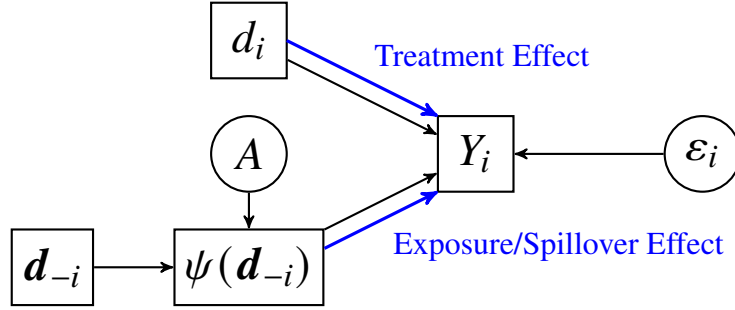 d_i
Treatment Effect
A
Y_i
ε_i
d_{-i}
ψ(d_{-i})
Exposure/Spillover Effect